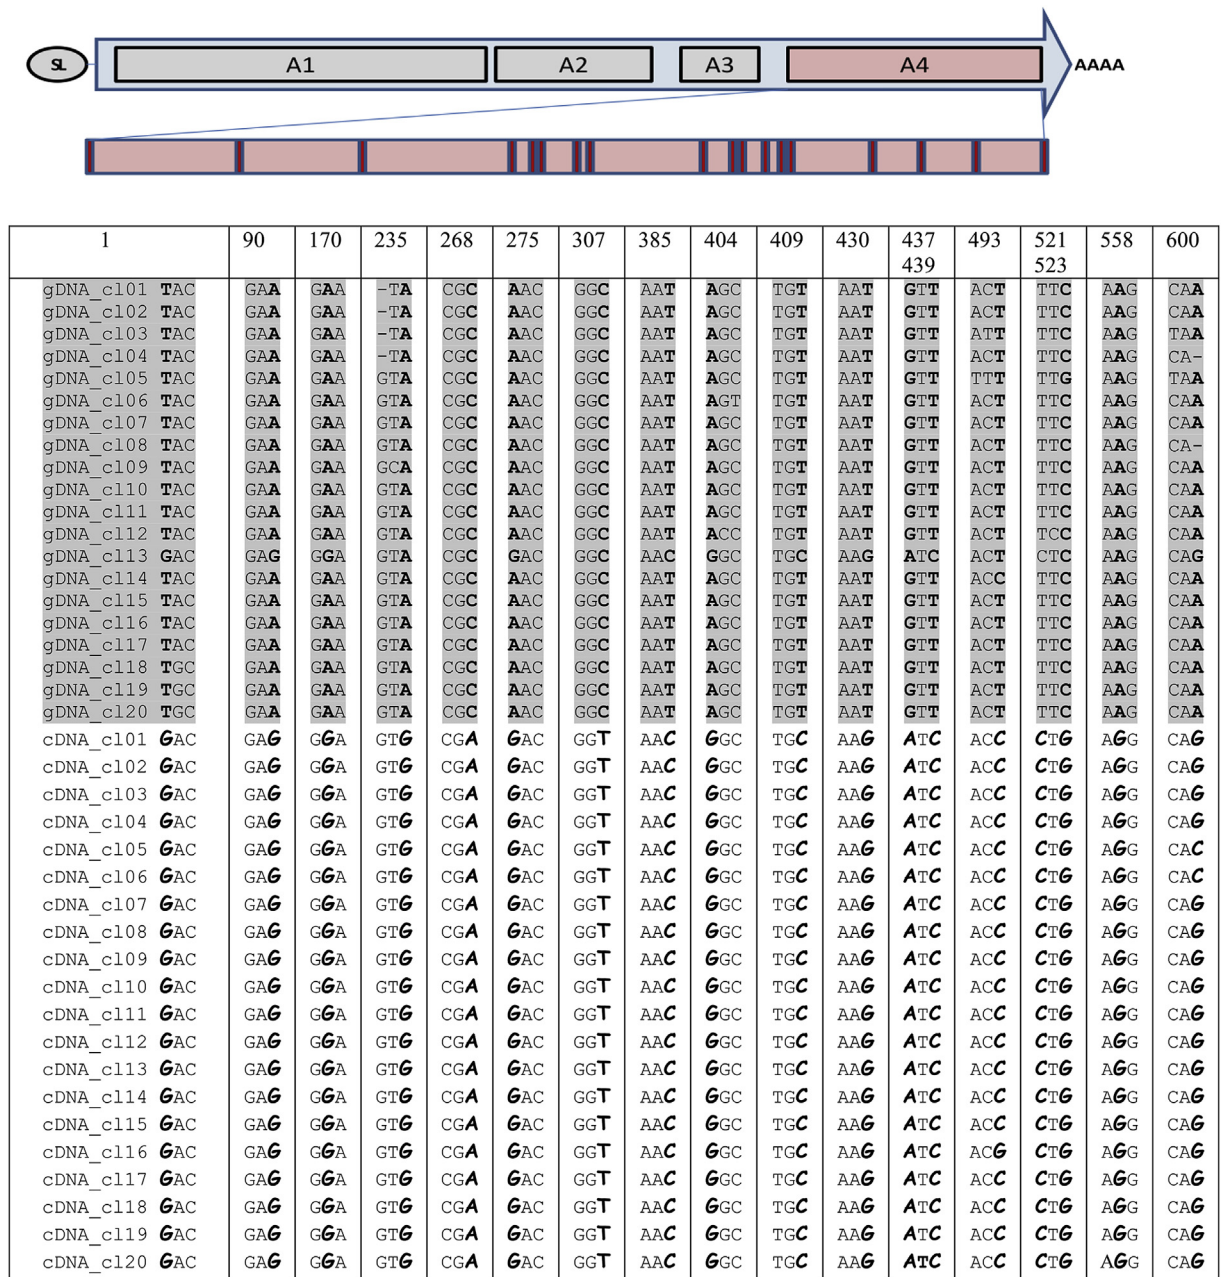 SL A1 A2 A3 A4 AAAA
1 90 170 235 268 275 307 385 404 409 430 437 493 521 558 600
439 523
gDNA_cl01 TAC GAA GAA -TA CGC AAC GGC AAT AGC TGT AAT GTT ACT TTC AAG CAA
gDNA_cl02 TAC GAA GAA -TA CGC AAC GGC AAT AGC TGT AAT GTT ACT TTC AAG CAA
gDNA_cl03 TAC GAA GAA -TA CGC AAC GGC AAT AGC TGT AAT GTT ATT TTC AAG TAA
gDNA_cl04 TAC GAA GAA -TA CGC AAC GGC AAT AGC TGT AAT GTT ACT TTC AAG CA-
gDNA_cl05 TAC GAA GAA GTA CGC AAC GGC AAT AGC TGT AAT GTT TTT TTG AAG TAA
gDNA_cl06 TAC GAA GAA GTA CGC AAC GGC AAT AGT TGT AAT GTT ACT TTC AAG CAA
gDNA_cl07 TAC GAA GAA GTA CGC AAC GGC AAT AGC TGT AAT GTT ACT TTC AAG CAA
gDNA_cl08 TAC GAA GAA GTA CGC AAC GGC AAT AGC TGT AAT GTT ACT TTC AAG CA-
gDNA_cl09 TAC GAA GAA GCA CGC AAC GGC AAT AGC TGT AAT GTT ACT TTC AAG CAA
gDNA_cl10 TAC GAA GAA GTA CGC AAC GGC AAT AGC TGT AAT GTT ACT TTC AAG CAA
gDNA_cl11 TAC GAA GAA GTA CGC AAC GGC AAT AGC TGT AAT GTT ACT TTC AAG CAA
gDNA_cl12 TAC GAA GAA GTA CGC AAC GGC AAT ACC TGT AAT GTT ACT TCC AAG CAA
gDNA_cl13 GAC GAG GGA GTA CGC GAC GGC AAC GGC TGC AAG ATC ACT CTC AAG CAG
gDNA_cl14 TAC GAA GAA GTA CGC AAC GGC AAT AGC TGT AAT GTT ACC TTC AAG CAA
gDNA_cl15 TAC GAA GAA GTA CGC AAC GGC AAT AGC TGT AAT GTT ACT TTC AAG CAA
gDNA_cl16 TAC GAA GAA GTA CGC AAC GGC AAT AGC TGT AAT GTT ACT TTC AAG CAA
gDNA_cl17 TAC GAA GAA GTA CGC AAC GGC AAT AGC TGT AAT GTT ACT TTC AAG CAA
gDNA_cl18 TGC GAA GAA GTA CGC AAC GGC AAT AGC TGT AAT GTT ACT TTC AAG CAA
gDNA_cl19 TGC GAA GAA GTA CGC AAC GGC AAT AGC TGT AAT GTT ACT TTC AAG CAA
gDNA_cl20 TGC GAA GAA GTA CGC AAC GGC AAT AGC TGT AAT GTT ACT TTC AAG CAA
cDNA_cl01 GAC GAG GGA GTG CGA GAC GGT AAC GGC TGC AAG ATC ACC CTG AGG CAG
cDNA_cl02 GAC GAG GGA GTG CGA GAC GGT AAC GGC TGC AAG ATC ACC CTG AGG CAG
cDNA_cl03 GAC GAG GGA GTG CGA GAC GGT AAC GGC TGC AAG ATC ACC CTG AGG CAG
cDNA_cl04 GAC GAG GGA GTG CGA GAC GGT AAC GGC TGC AAG ATC ACC CTG AGG CAG
cDNA_cl05 GAC GAG GGA GTG CGA GAC GGT AAC GGC TGC AAG ATC ACC CTG AGG CAC
cDNA_cl06 GAC GAG GGA GTG CGA GAC GGT AAC GGC TGC AAG ATC ACC CTG AGG CAC
cDNA_cl07 GAC GAG GGA GTG CGA GAC GGT AAC GGC TGC AAG ATC ACC CTG AGG CAG
cDNA_cl08 GAC GAG GGA GTG CGA GAC GGT AAC GGC TGC AAG ATC ACC CTG AGG CAG
cDNA_cl09 GAC GAG GGA GTG CGA GAC GGT AAC GGC TGC AAG ATC ACC CTG AGG CAG
cDNA_cl10 GAC GAG GGA GTG CGA GAC GGT AAC GGC TGC AAG ATC ACC CTG AGG CAG
cDNA_cl11 GAC GAG GGA GTG CGA GAC GGT AAC GGC TGC AAG ATC ACC CTG AGG CAG
cDNA_cl12 GAC GAG GGA GTG CGA GAC GGT AAC GGC TGC AAG ATC ACC CTG AGG CAG
cDNA_cl13 GAC GAG GGA GTG CGA GAC GGT AAC GGC TGC AAG ATC ACC CTG AGG CAG
cDNA_cl14 GAC GAG GGA GTG CGA GAC GGT AAC GGC TGC AAG ATC ACC CTG AGG CAG
cDNA_cl15 GAC GAG GGA GTG CGA GAC GGT AAC GGC TGC AAG ATC ACC CTG AGG CAG
cDNA_cl16 GAC GAG GGA GTG CGA GAC GGT AAC GGC TGC AAG ATC ACG CTG AGG CAG
cDNA_cl17 GAC GAG GGA GTG CGA GAC GGT AAC GGC TGC AAG ATC ACC CTG AGG CAG
cDNA_cl18 GAC GAG GGA GTG CGA GAC GGT AAC GGC TGC AAG ATC ACC CTG AGG CAG
cDNA_cl19 GAC GAG GGA GTG CGA GAC GGT AAC GGC TGC AAG ATC ACC CTG AGG CAG
cDNA_cl20 GAC GAG GGA GTG CGA GAC GGT AAC GGC TGC AAG ATC ACC CTG AGG CAG